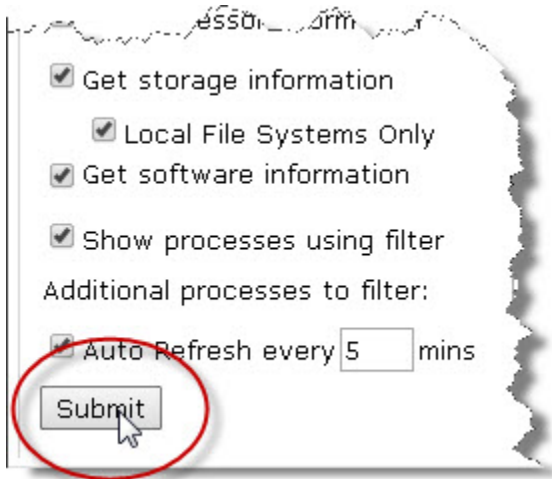 Get storage information
Local File Systems Only
Get software information
Show processes using filter
Additional processes to filter:
Auto Refresh every 5 mins
Submit